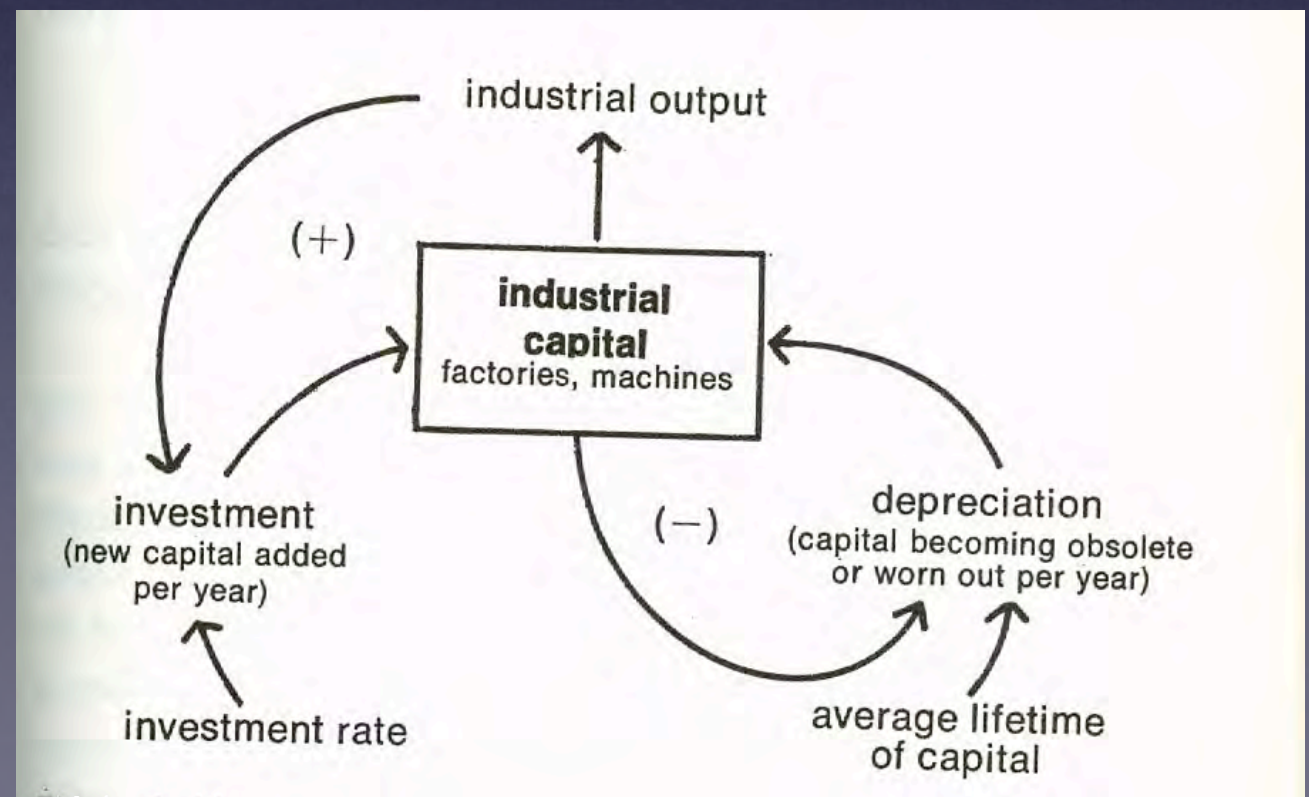 industrial output
(+)
industrial
capital
factories, machines
investment
(new capital added
per year)
(−)
depreciation
(capital becoming obsolete
or worn out per year)
investment rate
average lifetime
of capital